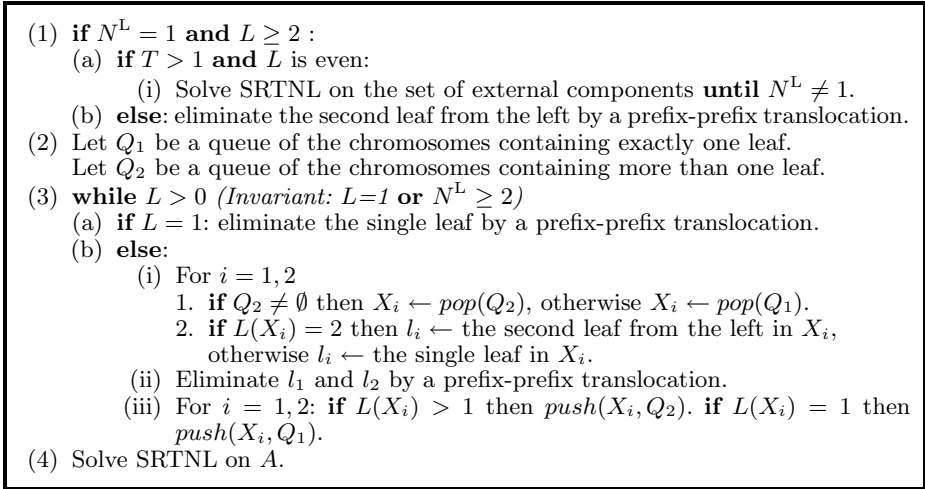 (1) if N^L = 1 and L ≥ 2 :
(a) if T > 1 and L is even:
(i) Solve SRTNL on the set of external components until N^L ≠ 1.
(b) else: eliminate the second leaf from the left by a prefix-prefix translocation.
(2) Let Q_1 be a queue of the chromosomes containing exactly one leaf.
Let Q_2 be a queue of the chromosomes containing more than one leaf.
(3) while L > 0 (Invariant: L=1 or N^L ≥ 2)
(a) if L = 1: eliminate the single leaf by a prefix-prefix translocation.
(b) else:
(i) For i = 1, 2
1. if Q_2 ≠ ∅ then X_i ← pop(Q_2), otherwise X_i ← pop(Q_1).
2. if L(X_i) = 2 then l_i ← the second leaf from the left in X_i,
otherwise l_i ← the single leaf in X_i.
(ii) Eliminate l_1 and l_2 by a prefix-prefix translocation.
(iii) For i = 1, 2: if L(X_i) > 1 then push(X_i, Q_2). if L(X_i) = 1 then
push(X_i, Q_1).
(4) Solve SRTNL on A.